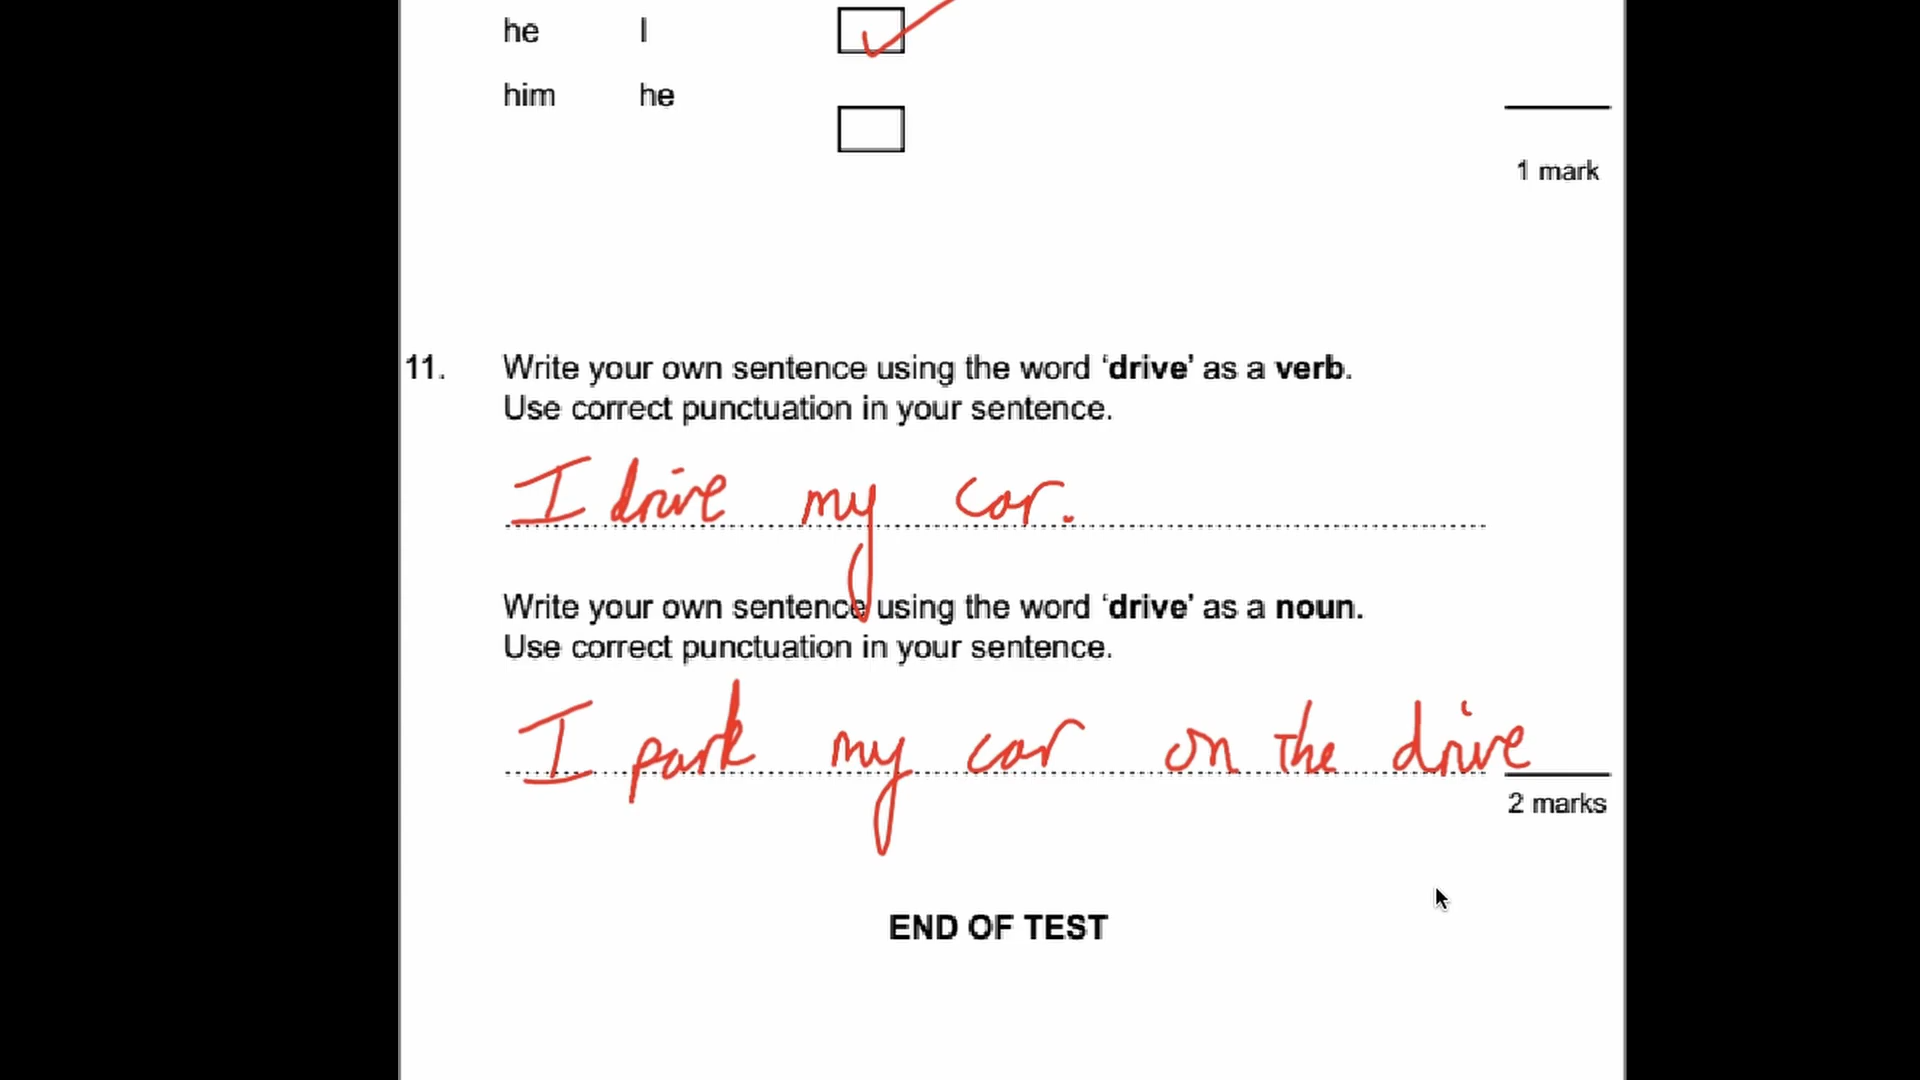 he I
him he
1 mark
11. Write your own sentence using the word ‘drive’ as a verb.
Use correct punctuation in your sentence.
I drive my car.
Write your own sentence using the word ‘drive’ as a noun.
Use correct punctuation in your sentence.
I park my car on the drive
2 marks
END OF TEST